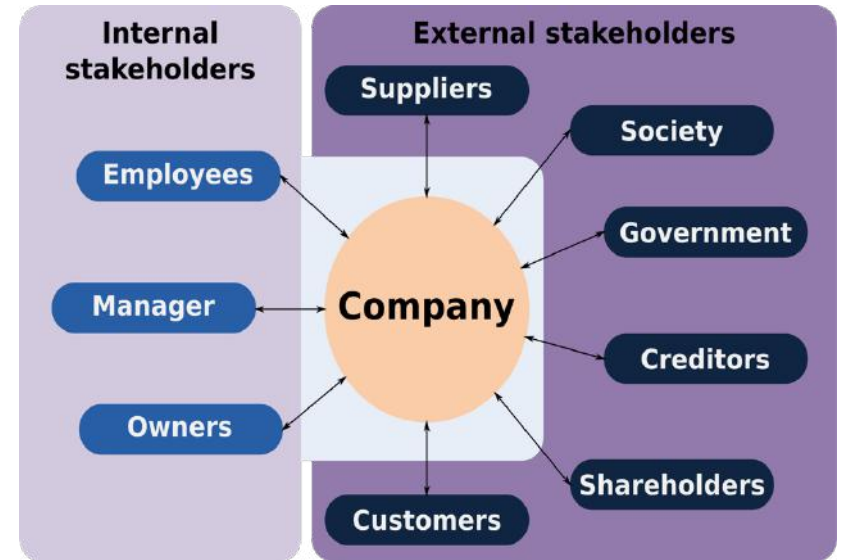 Internal
stakeholders
External stakeholders
Suppliers
Society
Employees
Government
Manager
Company
Creditors
Owners
Shareholders
Customers